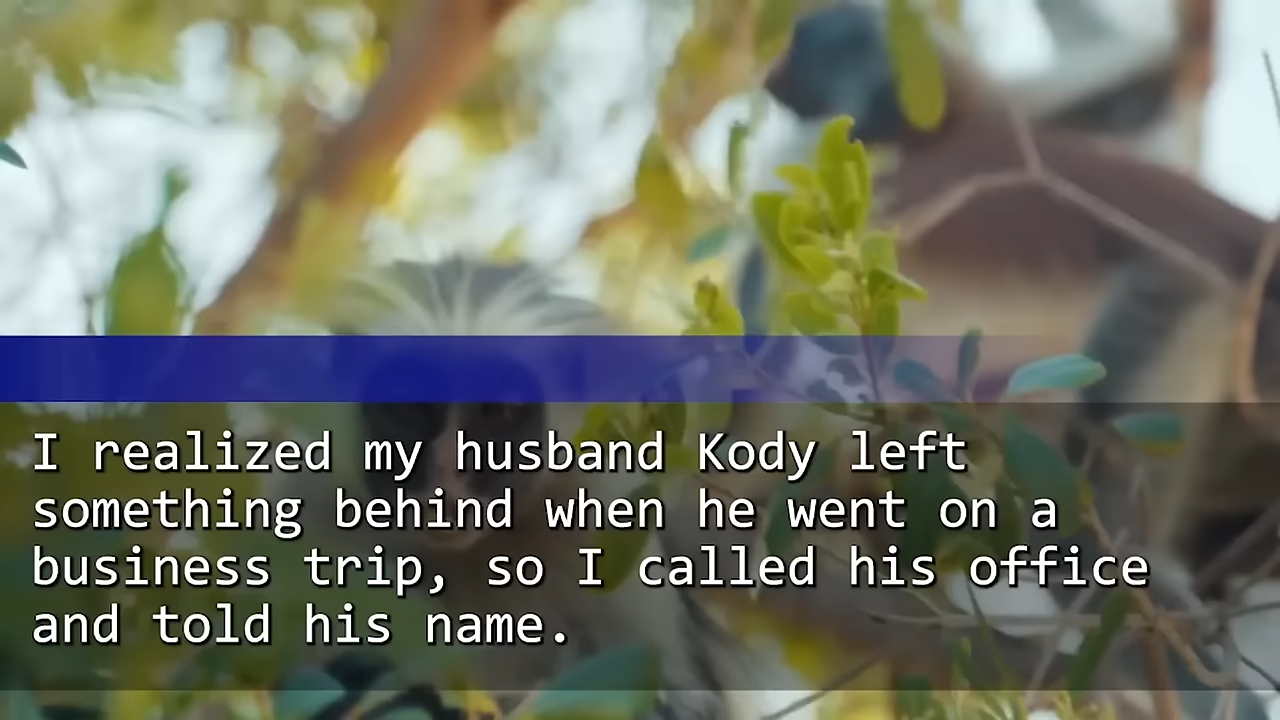 I realized my husband Kody left
something behind when he went on a
business trip, so I called his office
and told his name.